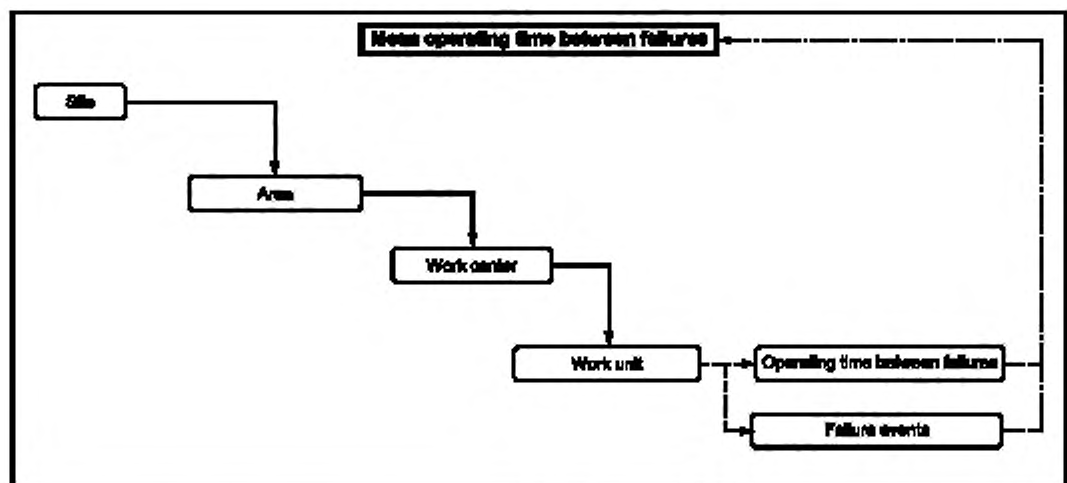 Mean operating time between failures
Site
Area
Work center
Work unit
Operating time between failures
Failure events